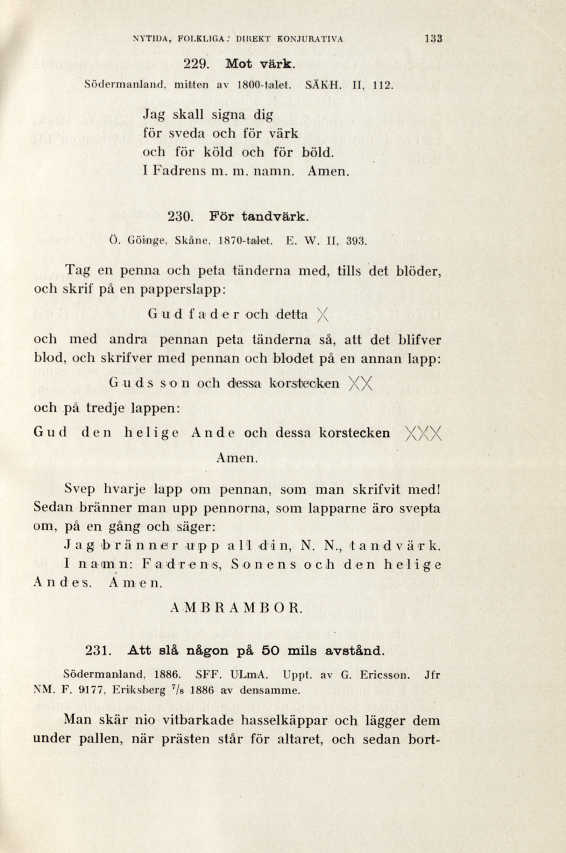 NYTIDA, FOLKLIGA: DIREKT KONJURATIVA 133
229. Mot värk.
Södermanland, mitten av 1800-talet. SÄKH. II, 112.
Jag skall signa dig
för sveda och för värk
och för köld och för böld.
I Fadrens m. m. namn. Amen.
230. För tandvärk.
Ö. Göinge, Skåne, 1870-talet. E. W. II, 393.
Tag en penna och peta tänderna med, tills det blöder,
och skrif på en papperslapp:
Gud fader och detta X
och med andra pennan peta tänderna så, att det blifver
blod, och skrifver med pennan och blodet på en annan lapp:
Guds son och dessa korstecken XX
och på tredje lappen:
Gud den helige Ande och dessa korstecken XXX
Amen.
Svep hvarje lapp om pennan, som man skrifvit med!
Sedan bränner man upp pennorna, som lapparne äro svepta
om, på en gång och säger:
Jag bränner upp all din, N. N., tandvärk.
I namn: Fadrens, Sonens och den helige
Andes. Amen.
AMBRAMBOR.
231. Att slå någon på 50 mils avstånd.
Södermanland, 1886. SFF. ULmA. Uppt. av G. Ericsson. Jfr
NM. F. 9177, Eriksberg 7/8 1886 av densamme.
Man skär nio vitbarkade hasselkäppar och lägger dem
under pallen, när prästen står för altaret, och sedan bort-